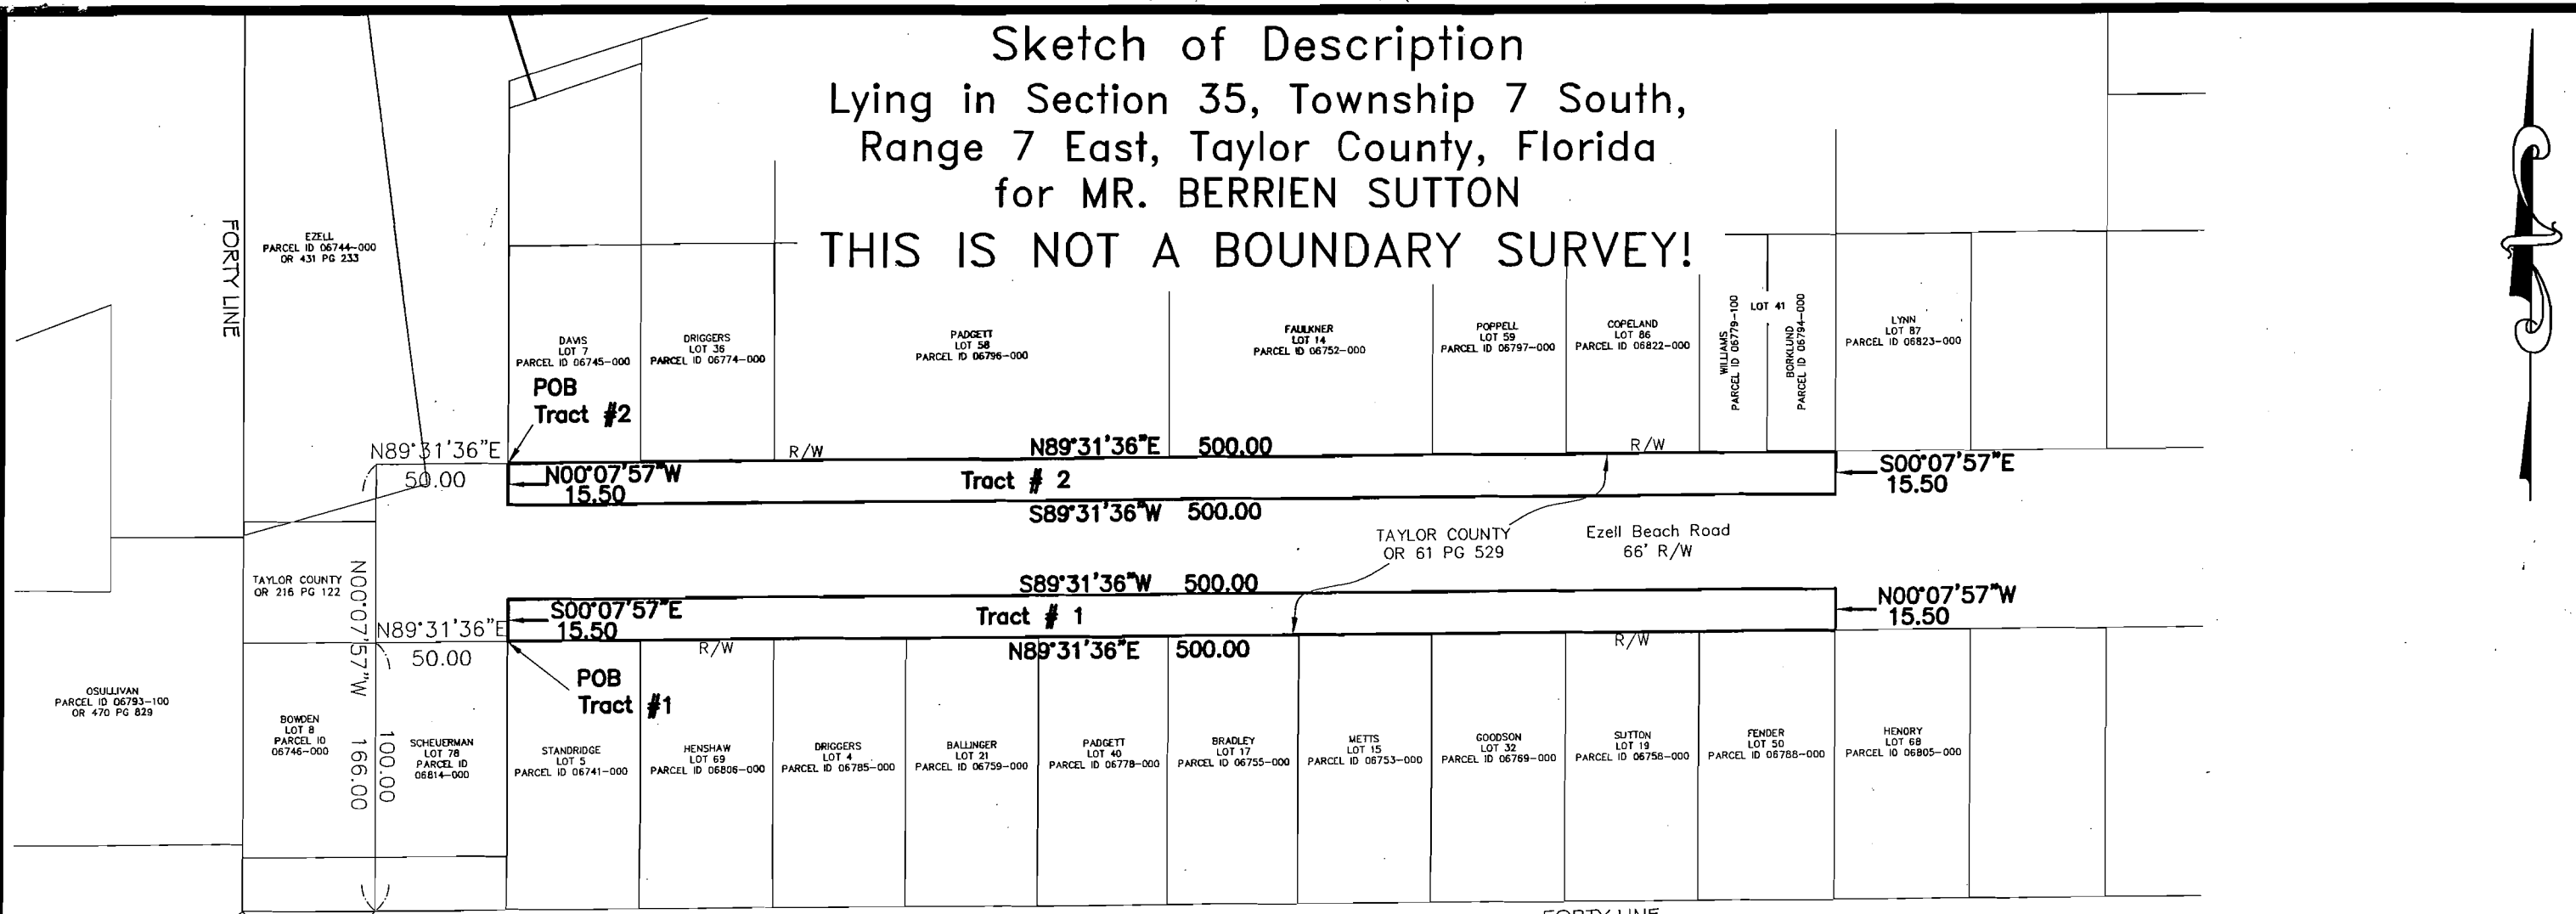 Sketch of Description
Lying in Section 35, Township 7 South,
Range 7 East, Taylor County, Florida
for MR. BERRIEN SUTTON
THIS IS NOT A BOUNDARY SURVEY!
FORTY LINE
EZELL
PARCEL ID 06744-000
OR 431 PG 233
DAVIS
LOT 7
PARCEL ID 06745-000
DRIGGERS
LOT 36
PARCEL ID 06774-000
PADGETT
LOT 58
PARCEL ID 06796-000
FAULKNER
LOT 14
PARCEL ID 06752-000
POPPELL
LOT 59
PARCEL ID 06797-000
COPELAND
LOT 86
PARCEL ID 06822-000
WILLIAMS
PARCEL ID 06779-100
LOT 41
BORKLUND
PARCEL ID 06794-000
LYNN
LOT 87
PARCEL ID 06823-000
POB
Tract #2
N89°31'36"E
50.00
R/W
N89°31'36"E 500.00
R/W
N00°07'57"W
15.50
Tract # 2
S00°07'57"E
15.50
S89°31'36"W 500.00
TAYLOR COUNTY
OR 61 PG 529
Ezell Beach Road
66' R/W
TAYLOR COUNTY
OR 216 PG 122
N00°07'57"W 166.00
S89°31'36"W 500.00
S00°07'57"E
15.50
Tract # 1
N00°07'57"W
15.50
N89°31'36"E
50.00
R/W
N89°31'36"E 500.00
R/W
POB
Tract #1
100.00
OSULLIVAN
PARCEL ID 06793-100
OR 470 PG 829
BOWDEN
LOT 8
PARCEL ID
06746-000
SCHEUERMAN
LOT 78
PARCEL ID
06814-000
STANDRIDGE
LOT 5
PARCEL ID 06741-000
HENSHAW
LOT 69
PARCEL ID 06806-000
DRIGGERS
LOT 4
PARCEL ID 06785-000
BALLINGER
LOT 21
PARCEL ID 06759-000
PADGETT
LOT 40
PARCEL ID 06778-000
BRADLEY
LOT 17
PARCEL ID 06755-000
METTS
LOT 15
PARCEL ID 06753-000
GOODSON
LOT 32
PARCEL ID 06769-000
SUTTON
LOT 19
PARCEL ID 06758-000
FENDER
LOT 50
PARCEL ID 06788-000
HENORY
LOT 68
PARCEL ID 06805-000
FORTY LINE